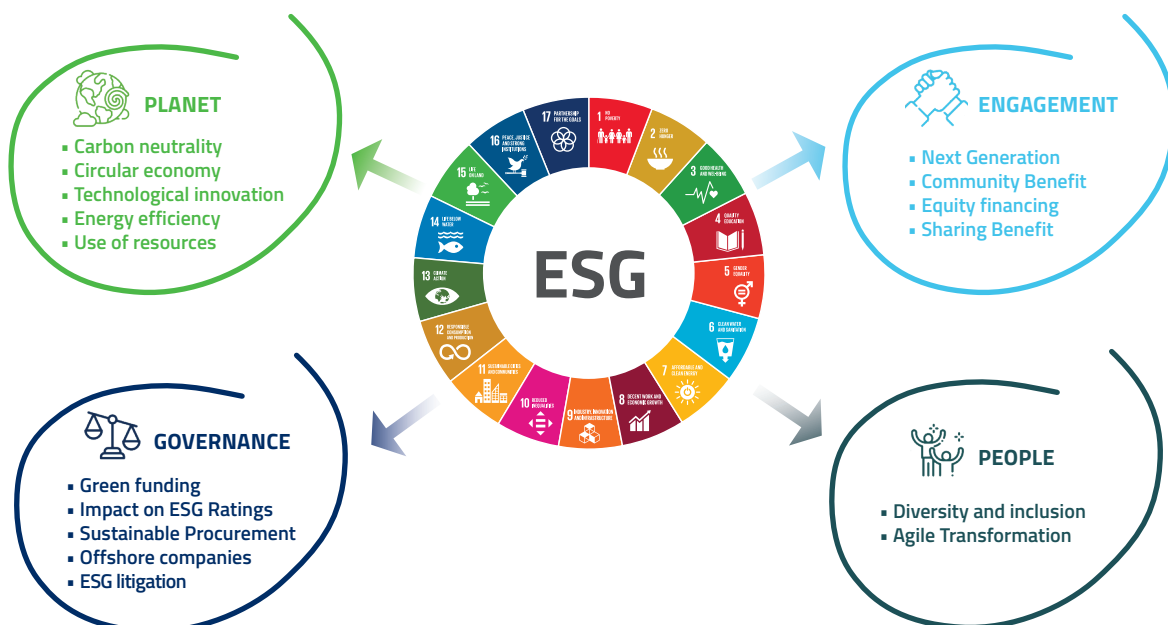 PLANET
▪ Carbon neutrality
▪ Circular economy
▪ Technological innovation
▪ Energy efficiency
▪ Use of resources
ENGAGEMENT
▪ Next Generation
▪ Community Benefit
▪ Equity financing
▪ Sharing Benefit
ESG
1 NO
POVERTY
2 ZERO
HUNGER
3 GOOD HEALTH
AND WELL-BEING
4 QUALITY
EDUCATION
5 GENDER
EQUALITY
6 CLEAN WATER
AND SANITATION
7 AFFORDABLE AND
CLEAN ENERGY
8 DECENT WORK AND
ECONOMIC GROWTH
9 INDUSTRY, INNOVATION
AND INFRASTRUCTURE
10 REDUCED
INEQUALITIES
11 SUSTAINABLE CITIES
AND COMMUNITIES
12 RESPONSIBLE
CONSUMPTION
AND PRODUCTION
13 CLIMATE
ACTION
14 LIFE BELOW
WATER
15 LIFE
ON LAND
16 PEACE, JUSTICE
AND STRONG
INSTITUTIONS
17 PARTNERSHIP
FOR THE GOALS
GOVERNANCE
▪ Green funding
▪ Impact on ESG Ratings
▪ Sustainable Procurement
▪ Offshore companies
▪ ESG litigation
PEOPLE
▪ Diversity and inclusion
▪ Agile Transformation